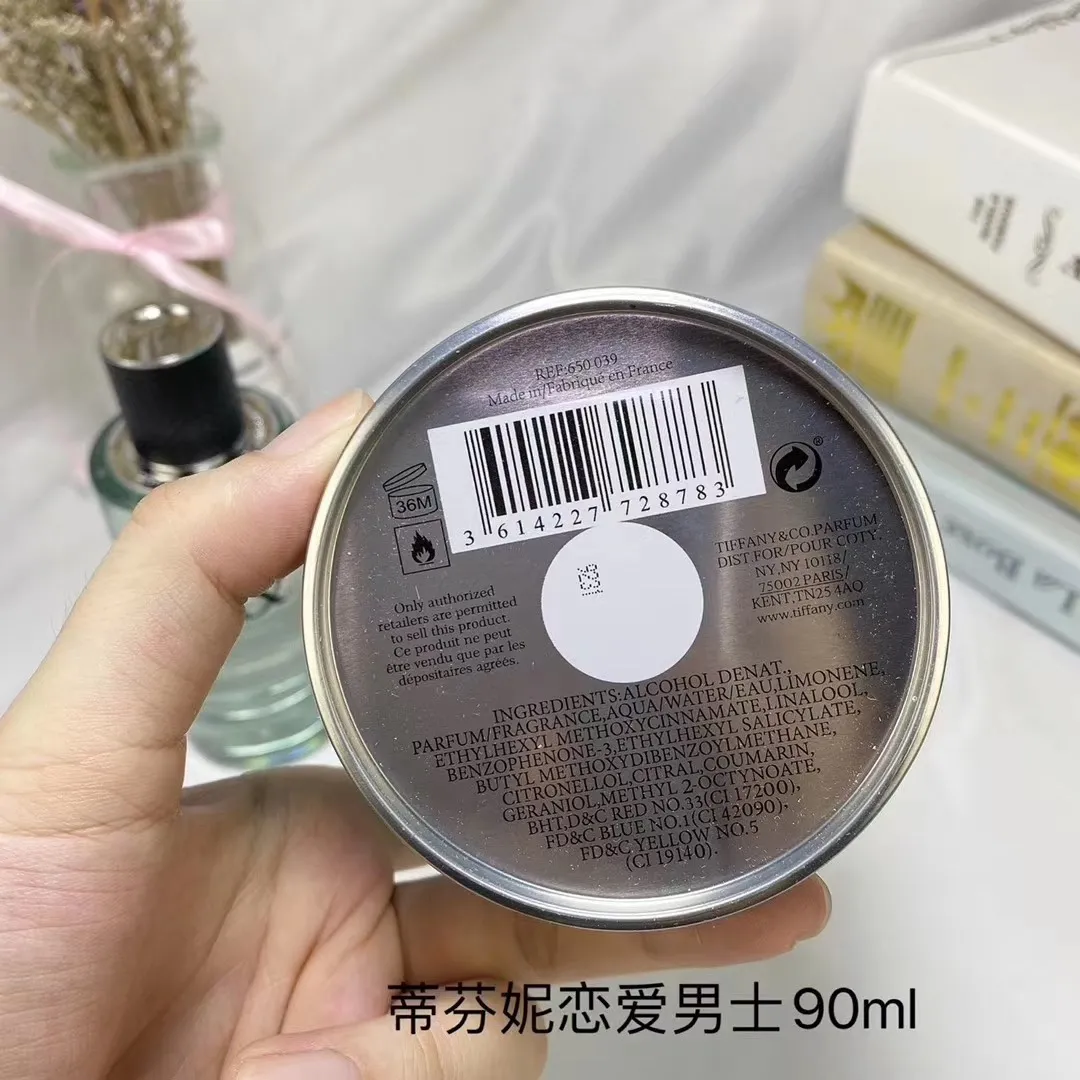 REF:650 039
Made in/Fabriqué en France
3 614227 728783
36M
®
TIFFANY&CO.PARFUM
DIST.FOR/POUR COTY.
NY.NY 10118/
75002 PARIS/
KENT,TN25 4AQ
www.tiffany.com
Only authorized
retailers are permitted
to sell this product.
Ce produit ne peut
être vendu que par les
dépositaires agréés.
INGREDIENTS:ALCOHOL DENAT.,
PARFUM/FRAGRANCE,AQUA/WATER/EAU,LIMONENE,
ETHYLHEXYL METHOXYCINNAMATE,LINALOOL,
BENZOPHENONE-3,ETHYLHEXYL SALICYLATE,
BUTYL METHOXYDIBENZOYLMETHANE,
CITRONELLOL,CITRAL,COUMARIN,
GERANIOL,METHYL 2-OCTYNOATE,
BHT,D&C RED NO.33(CI 17200),
FD&C BLUE NO.1(CI 42090),
FD&C YELLOW NO.5
(CI 19140).
蒂芬妮恋爱男士90ml